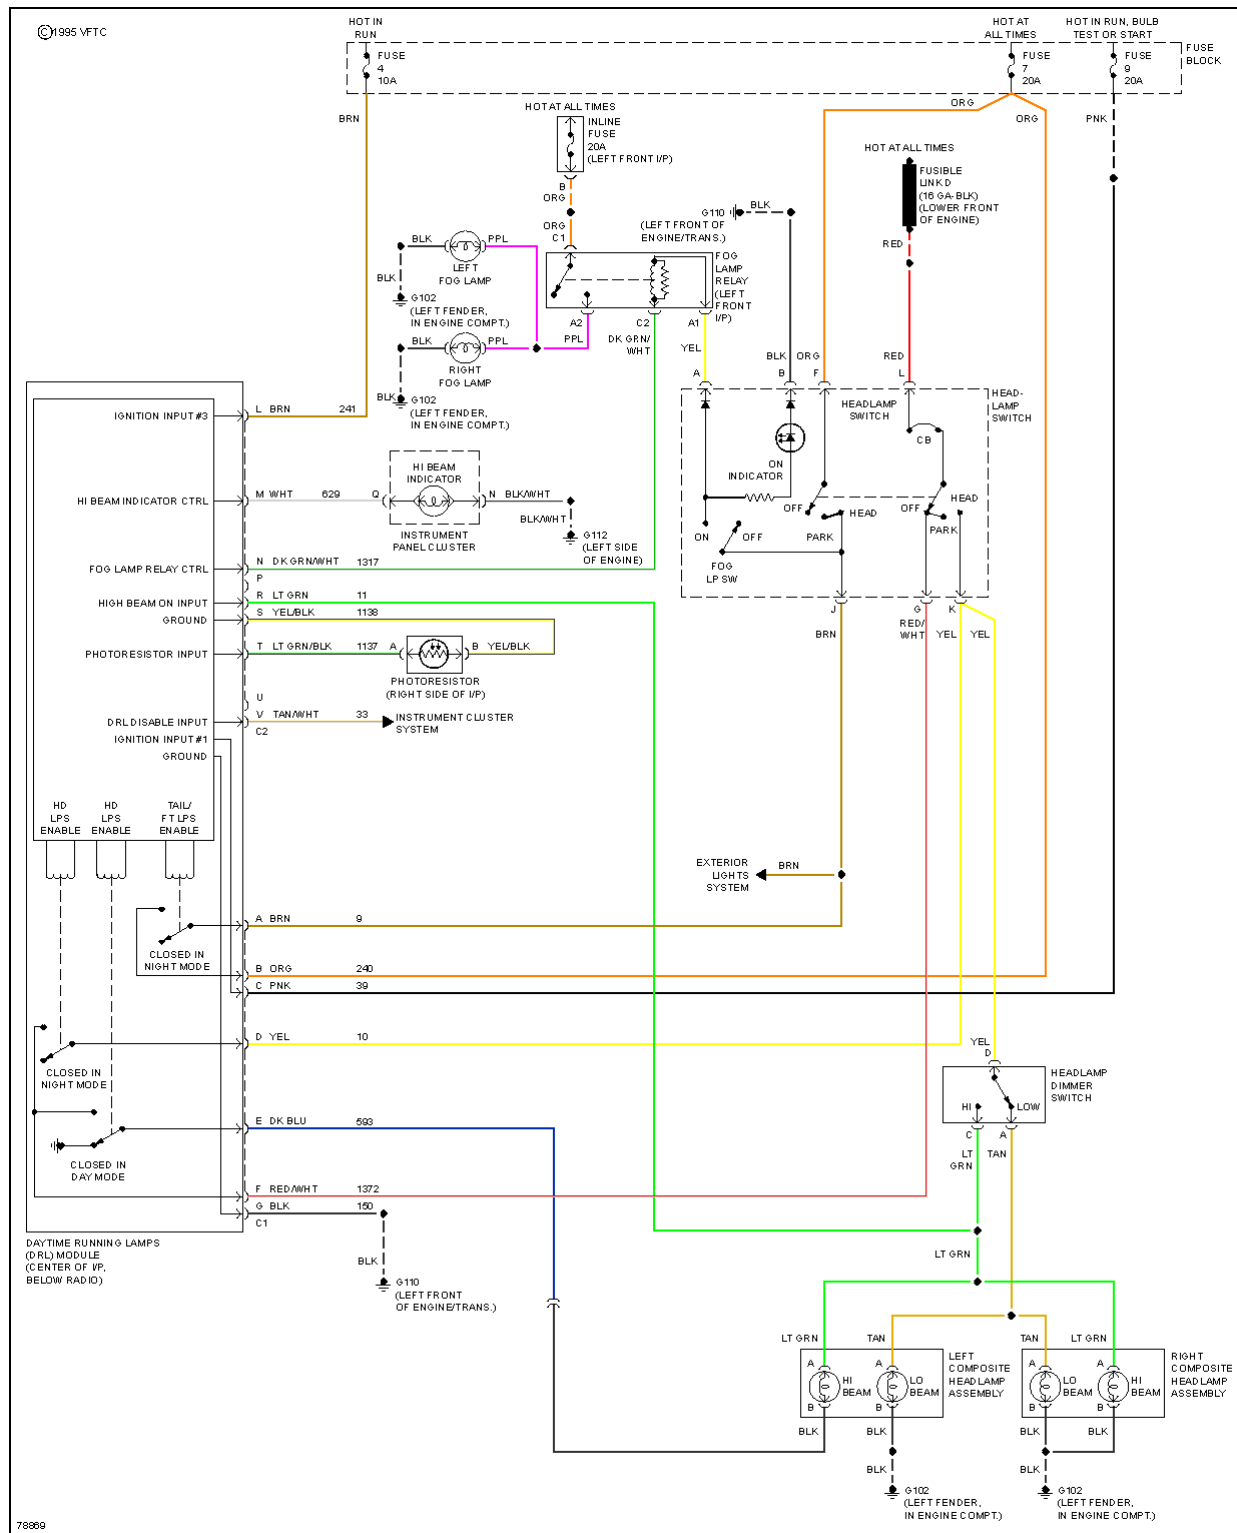 ©1995 VFTC
HOT IN
RUN
HOT AT
ALL TIMES
HOT IN RUN, BULB
TEST OR START
FUSE
4
10A
FUSE
7
20A
FUSE
9
20A
FUSE
BLOCK
BRN
ORG
ORG
PNK
HOT AT ALL TIMES
INLINE
FUSE
20A
(LEFT FRONT I/P)
B
ORG
ORG
C1
HOT AT ALL TIMES
FUSIBLE
LINK D
(16 GA-BLK)
(LOWER FRONT
OF ENGINE)
RED
G110
BLK
(LEFT FRONT OF
ENGINE/TRANS.)
BLK
PPL
LEFT
FOG LAMP
BLK
G102
(LEFT FENDER,
IN ENGINE COMPT.)
FOG
LAMP
RELAY
(LEFT
FRONT
I/P)
A2
C2
A1
PPL
DK GRN/
WHT
YEL
BLK
PPL
RIGHT
FOG LAMP
BLK
G102
(LEFT FENDER,
IN ENGINE COMPT.)
BLK
ORG
RED
A
B
F
L
HEADLAMP
SWITCH
HEAD-
LAMP
SWITCH
CB
ON
INDICATOR
OFF
HEAD
PARK
OFF
HEAD
PARK
ON
OFF
FOG
LP SW
J
G
K
BRN
RED/
WHT
YEL
YEL
IGNITION INPUT #3
L BRN 241
HI BEAM INDICATOR CTRL
M WHT 629 Q
HI BEAM
INDICATOR
N BLK/WHT
BLK/WHT
INSTRUMENT
PANEL CLUSTER
G112
(LEFT SIDE
OF ENGINE)
FOG LAMP RELAY CTRL
N DK GRN/WHT 1317
P
HIGH BEAM ON INPUT
R LT GRN 11
GROUND
S YEL/BLK 1138
PHOTORESISTOR INPUT
T LT GRN/BLK 1137 A
B YEL/BLK
PHOTORESISTOR
(RIGHT SIDE OF I/P)
U
DRL DISABLE INPUT
V TAN/WHT 33
INSTRUMENT CLUSTER
SYSTEM
C2
IGNITION INPUT #1
GROUND
HD
LPS
ENABLE
HD
LPS
ENABLE
TAIL/
FT LPS
ENABLE
EXTERIOR
LIGHTS
SYSTEM
BRN
A BRN 9
CLOSED IN
NIGHT MODE
B ORG 240
C PNK 39
D YEL 10
CLOSED IN
NIGHT MODE
YEL
D
HEADLAMP
DIMMER
SWITCH
HI
LOW
C
A
LT
GRN
TAN
E DK BLU 593
CLOSED IN
DAY MODE
F RED/WHT 1372
G BLK 150
C1
DAYTIME RUNNING LAMPS
(DRL) MODULE
(CENTER OF I/P,
BELOW RADIO)
BLK
G110
(LEFT FRONT
OF ENGINE/TRANS.)
LT GRN
LT GRN
TAN
TAN
LT GRN
A
HI
BEAM
B
A
LO
BEAM
B
LEFT
COMPOSITE
HEADLAMP
ASSEMBLY
A
LO
BEAM
B
A
HI
BEAM
B
RIGHT
COMPOSITE
HEADLAMP
ASSEMBLY
BLK
BLK
BLK
BLK
BLK
BLK
G102
(LEFT FENDER,
IN ENGINE COMPT.)
G102
(LEFT FENDER,
IN ENGINE COMPT.)
78869